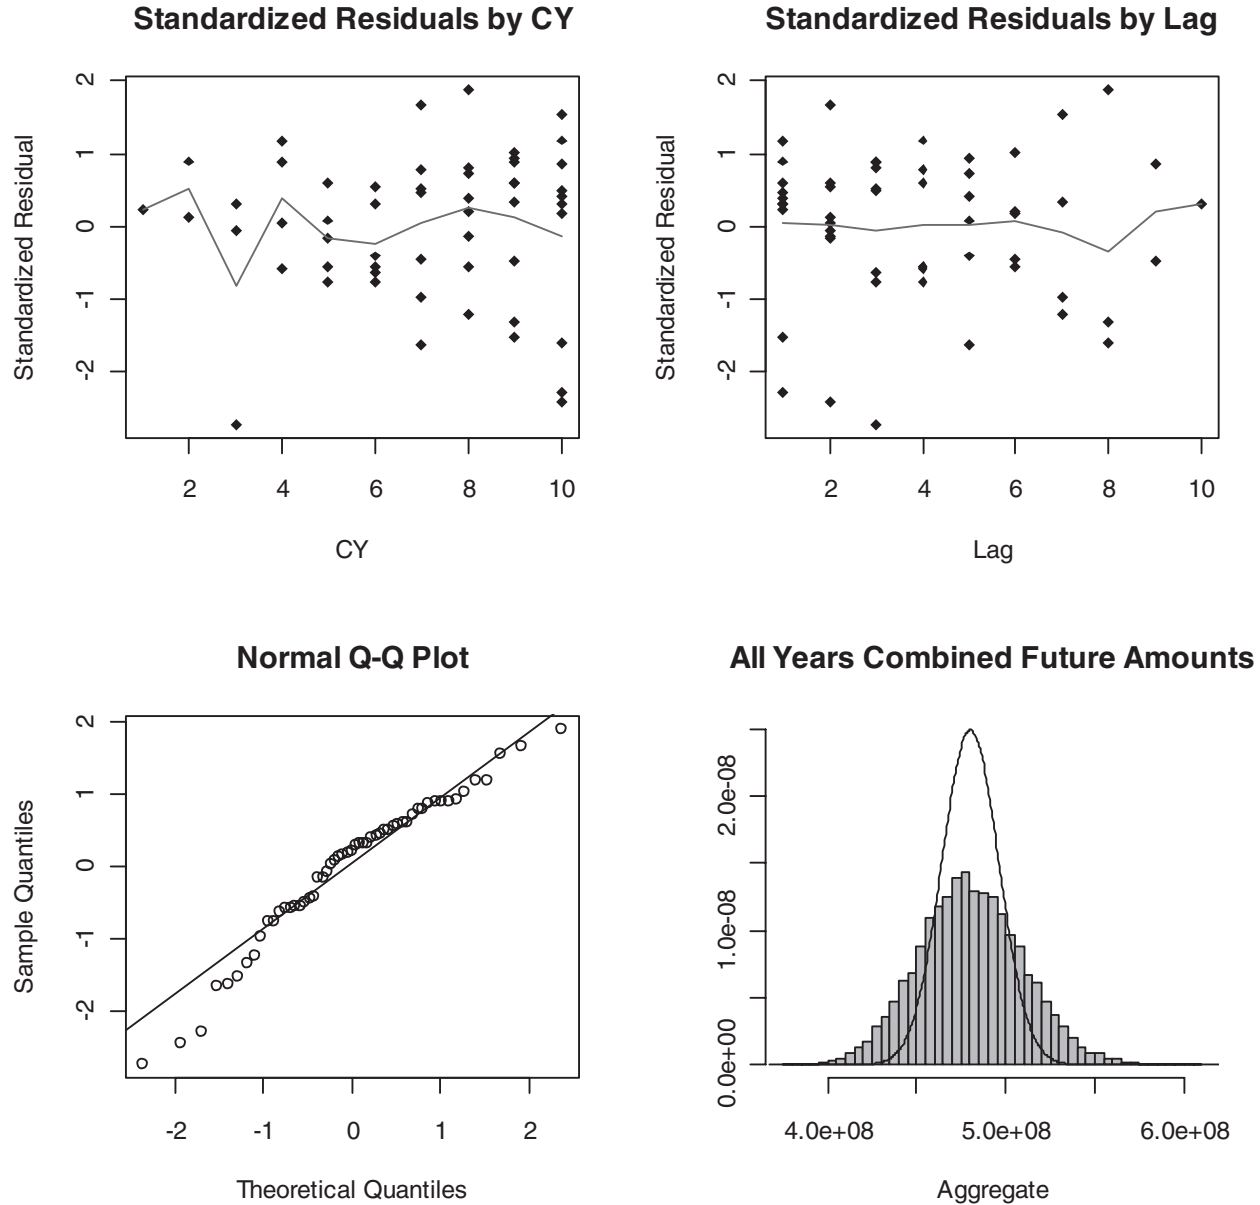 Standardized Residuals by CY
Standardized Residual
2
1
0
-1
-2
2 4 6 8 10
CY
Standardized Residuals by Lag
Standardized Residual
2
1
0
-1
-2
2 4 6 8 10
Lag
Normal Q-Q Plot
Sample Quantiles
2
1
0
-1
-2
-2 -1 0 1 2
Theoretical Quantiles
All Years Combined Future Amounts
2.0e-08
1.0e-08
0.0e+00
4.0e+08 5.0e+08 6.0e+08
Aggregate